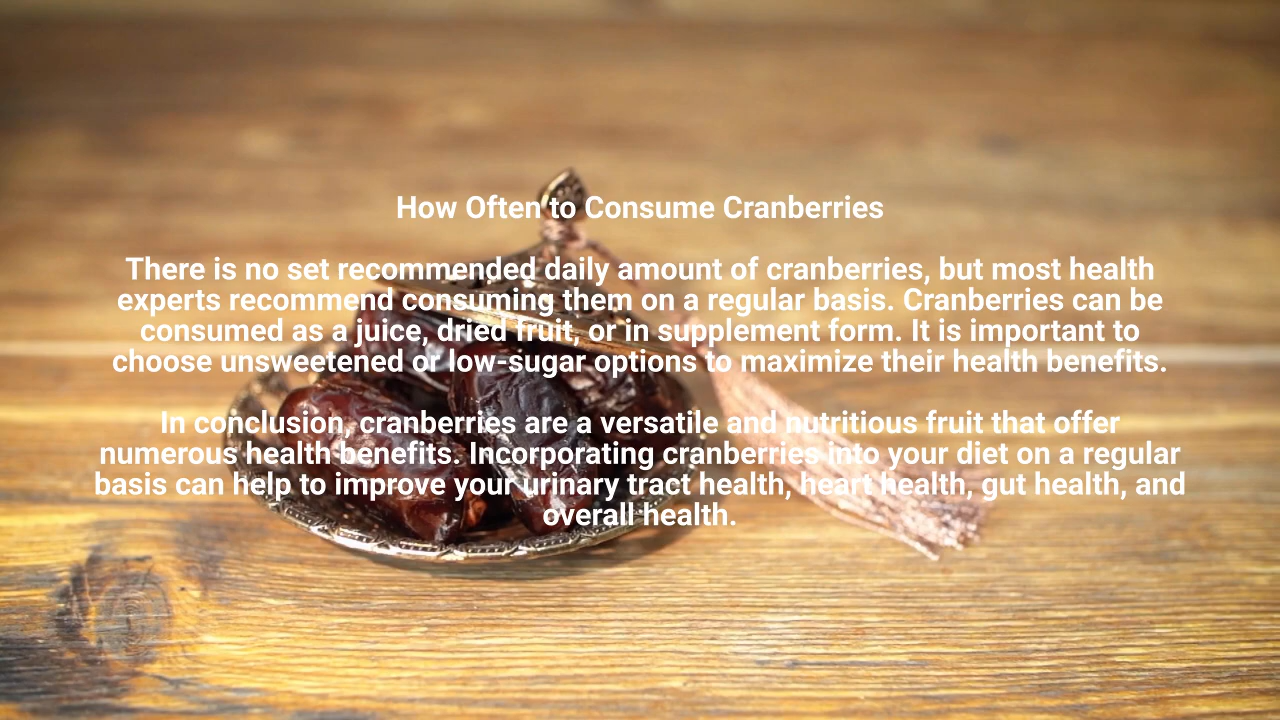 How Often to Consume Cranberries
There is no set recommended daily amount of cranberries, but most health
experts recommend consuming them on a regular basis. Cranberries can be
consumed as a juice, dried fruit, or in supplement form. It is important to
choose unsweetened or low-sugar options to maximize their health benefits.
In conclusion, cranberries are a versatile and nutritious fruit that offer
numerous health benefits. Incorporating cranberries into your diet on a regular
basis can help to improve your urinary tract health, heart health, gut health, and
overall health.